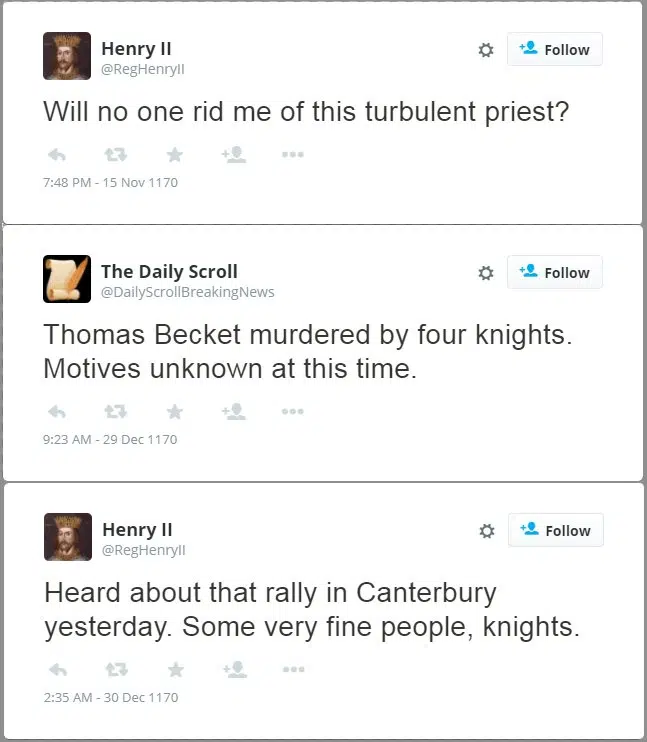 Henry II
@RegHenryII
Follow
Will no one rid me of this turbulent priest?
7:48 PM - 15 Nov 1170
The Daily Scroll
@DailyScrollBreakingNews
Follow
Thomas Becket murdered by four knights.
Motives unknown at this time.
9:23 AM - 29 Dec 1170
Henry II
@RegHenryII
Follow
Heard about that rally in Canterbury
yesterday. Some very fine people, knights.
2:35 AM - 30 Dec 1170